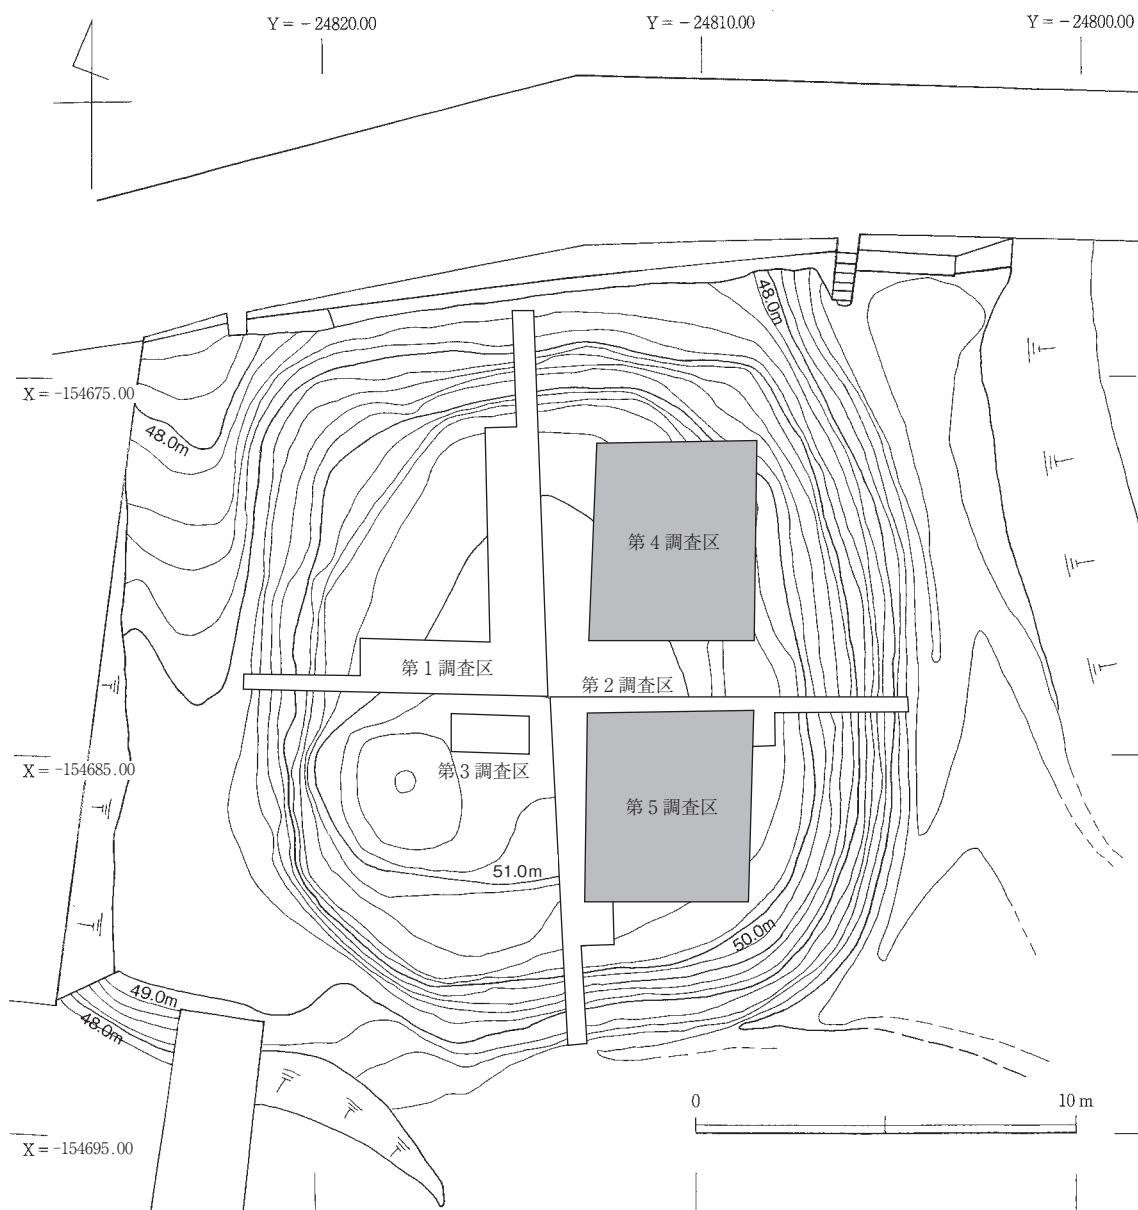 Y = -24820.00
Y = -24810.00
Y = -24800.00
48.0m
X = -154675.00
48.0m
第4調査区
第1調査区
第2調査区
X = -154685.00
第3調査区
第5調査区
51.0m
50.0m
49.0m
48.0m
0
10 m
X = -154695.00